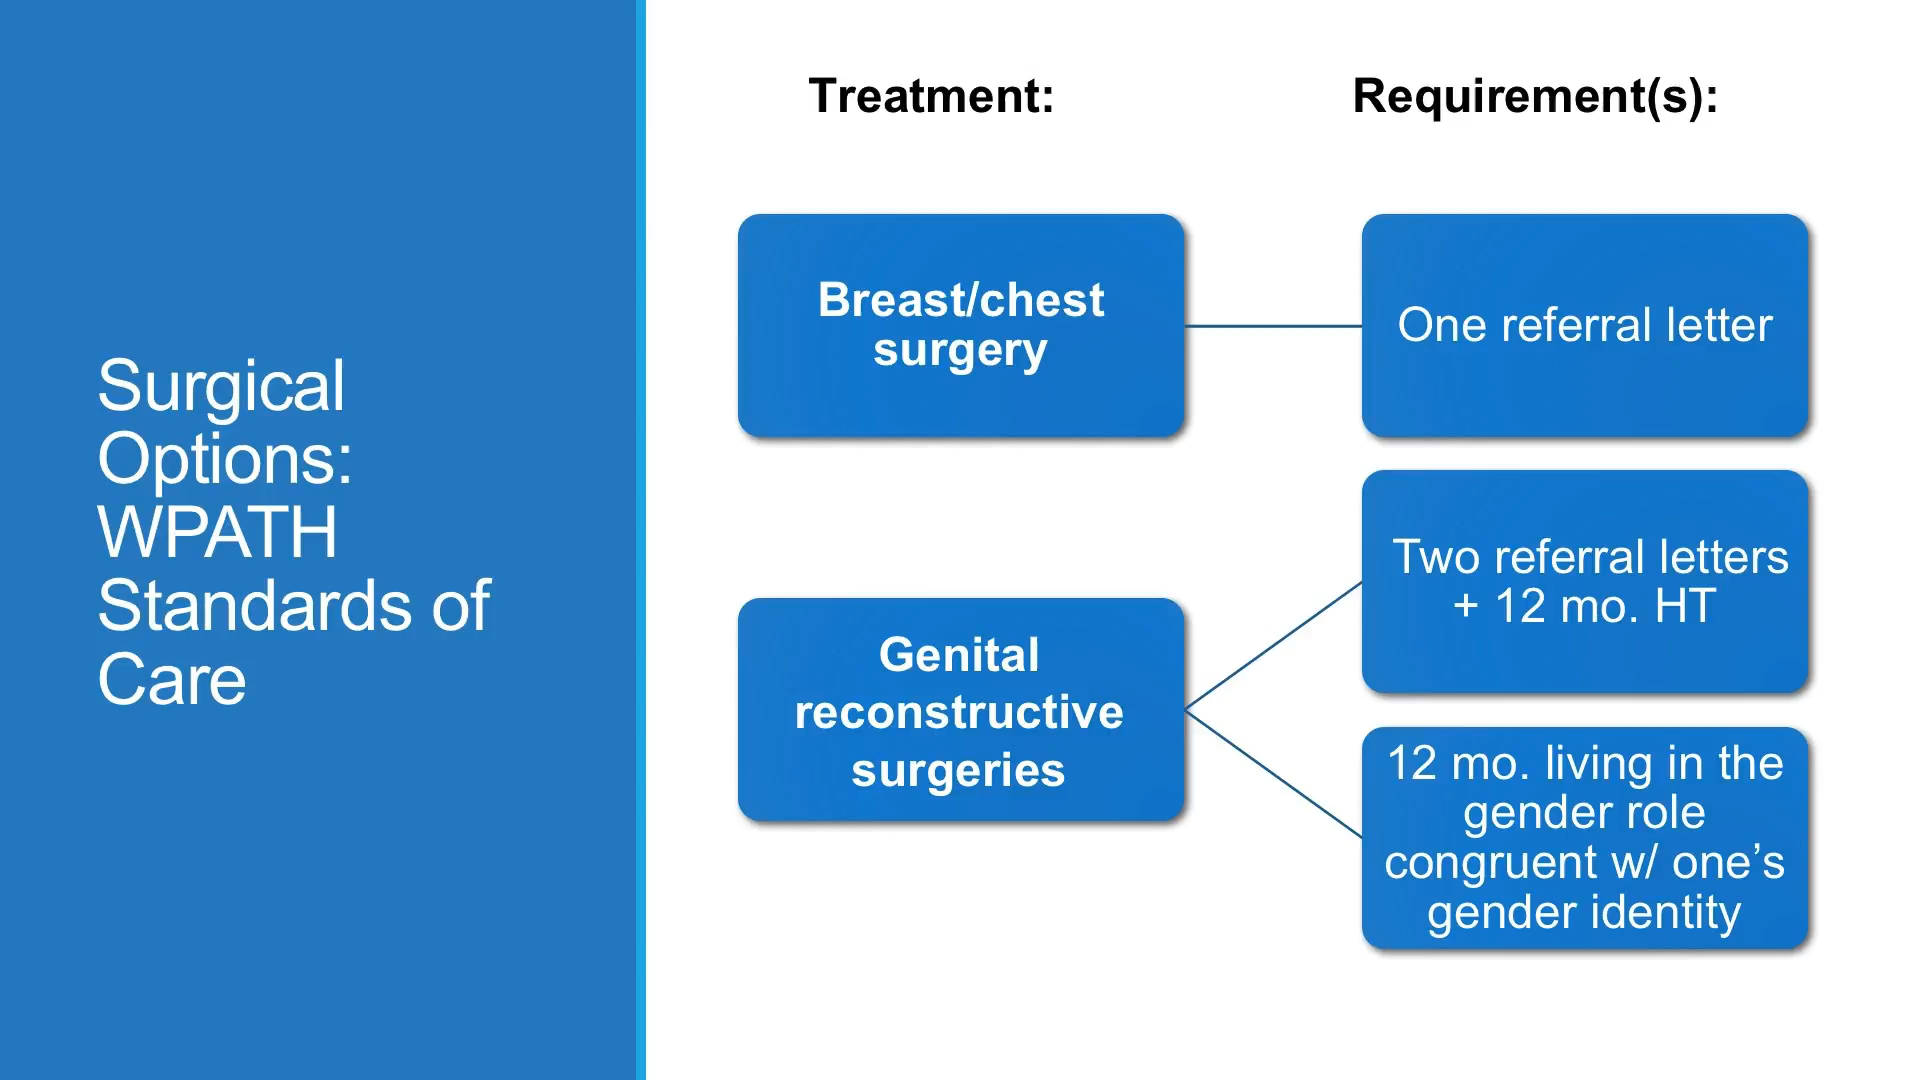 Surgical
Options:
WPATH
Standards of
Care
Treatment:
Requirement(s):
Breast/chest
surgery
One referral letter
Genital
reconstructive
surgeries
Two referral letters
+ 12 mo. HT
12 mo. living in the
gender role
congruent w/ one’s
gender identity